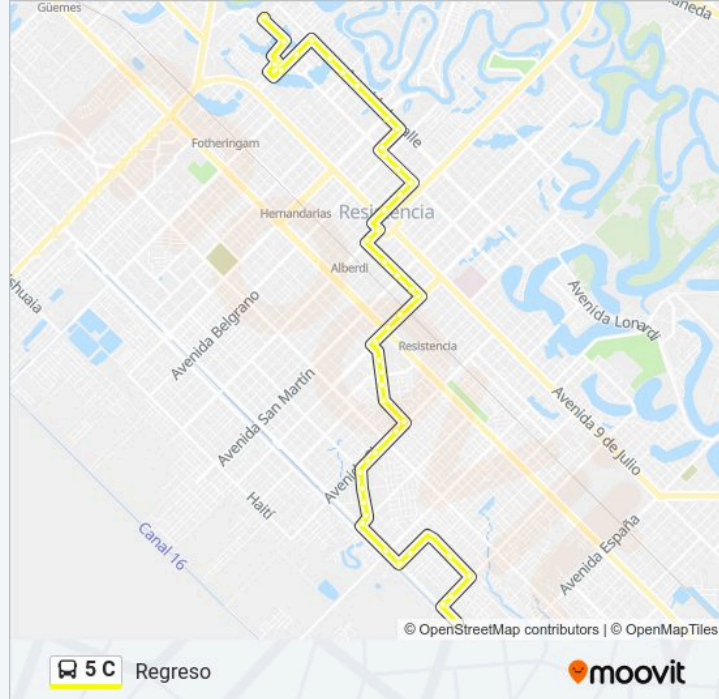 Güemes
Fotheringam
Hernandarias
Resistencia
Alberdi
Resistencia
Avenida Lonardi
Avenida Belgrano
Avenida San Martín
Avenida 9 de Julio
Haití
Canal 16
Avenida España
© OpenStreetMap contributors | © OpenMapTiles
5 C Regreso
moovit